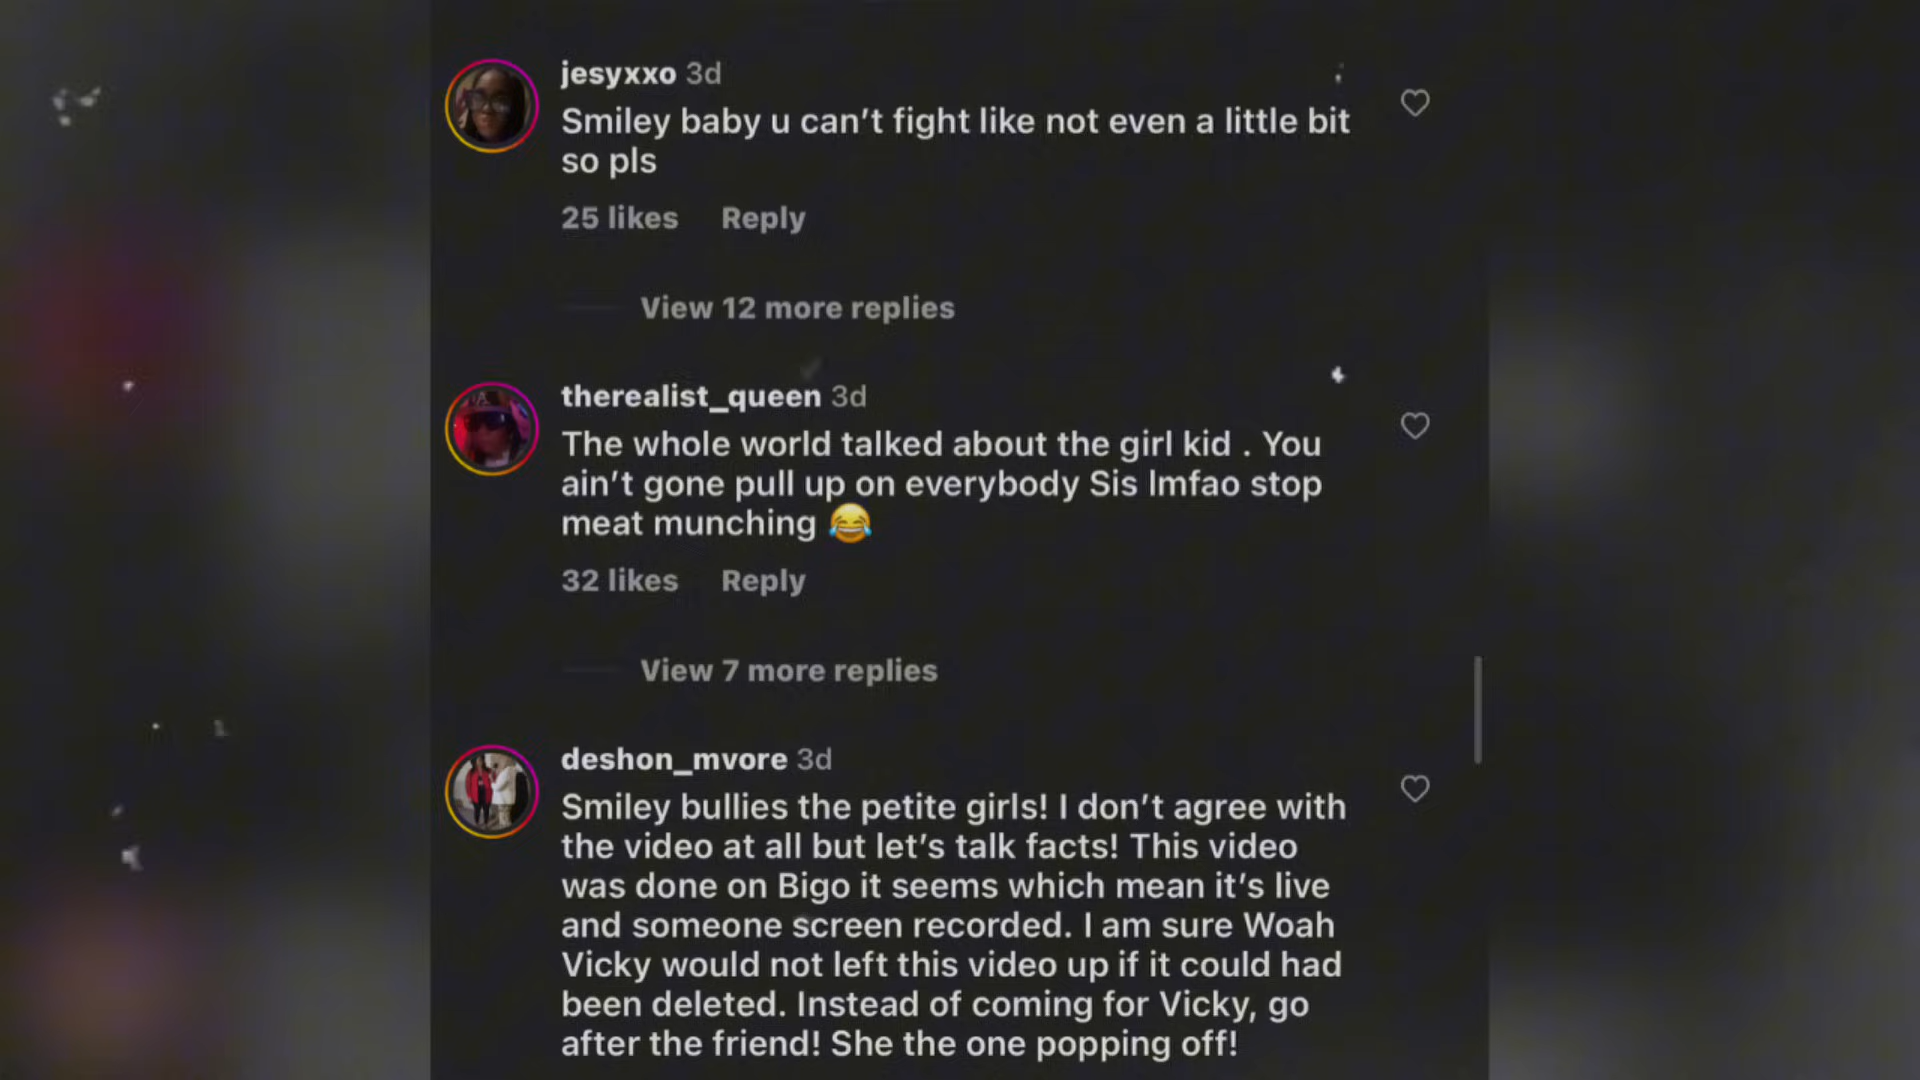 jesyxxo 3d
Smiley baby u can't fight like not even a little bit
so pls
25 likes Reply
View 12 more replies
therealist_queen 3d
The whole world talked about the girl kid . You
ain't gone pull up on everybody Sis lmfao stop
meat munching 😂
32 likes Reply
View 7 more replies
deshon_mvore 3d
Smiley bullies the petite girls! I don't agree with
the video at all but let's talk facts! This video
was done on Bigo it seems which mean it's live
and someone screen recorded. I am sure Woah
Vicky would not left this video up if it could had
been deleted. Instead of coming for Vicky, go
after the friend! She the one popping off!